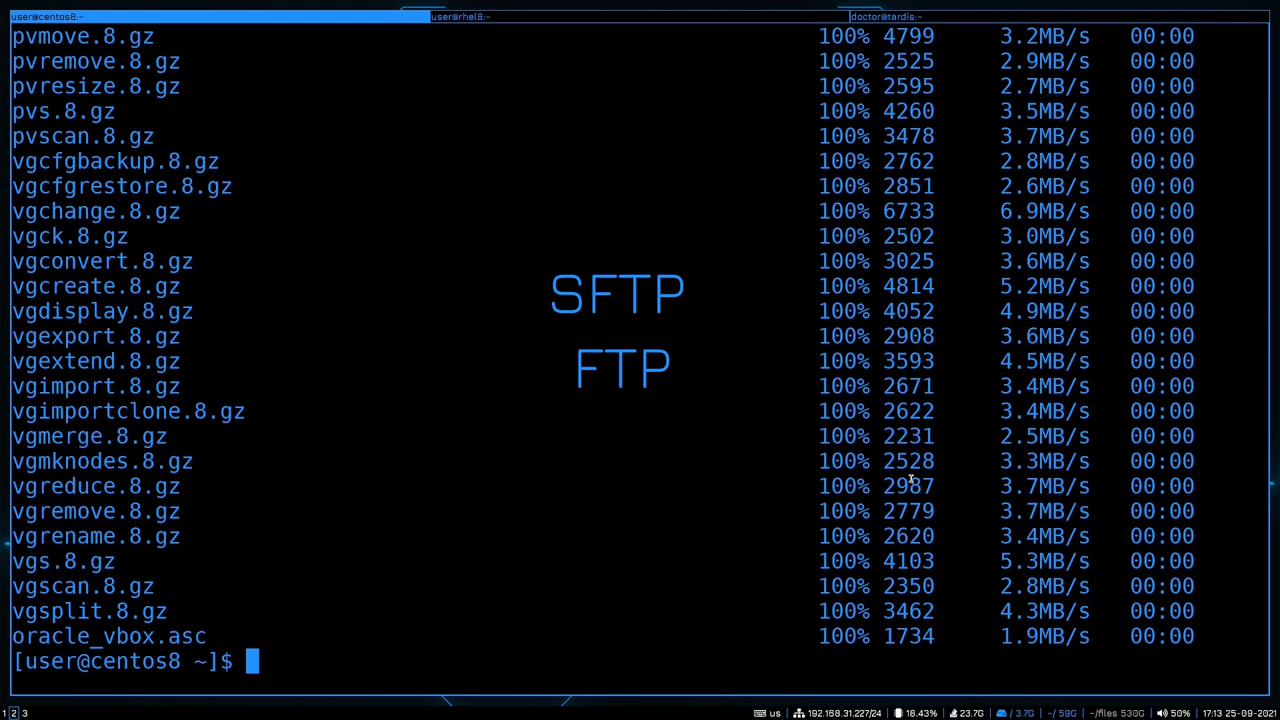 user@centos8:~ user@rhel8:~ doctor@tardis:~
pvmove.8.gz 100% 4799 3.2MB/s 00:00
pvremove.8.gz 100% 2525 2.9MB/s 00:00
pvresize.8.gz 100% 2595 2.7MB/s 00:00
pvs.8.gz 100% 4260 3.5MB/s 00:00
pvscan.8.gz 100% 3478 3.7MB/s 00:00
vgcfgbackup.8.gz 100% 2762 2.8MB/s 00:00
vgcfgrestore.8.gz 100% 2851 2.6MB/s 00:00
vgchange.8.gz 100% 6733 6.9MB/s 00:00
vgck.8.gz 100% 2502 3.0MB/s 00:00
vgconvert.8.gz 100% 3025 3.6MB/s 00:00
vgcreate.8.gz 100% 4814 5.2MB/s 00:00
SFTP
vgdisplay.8.gz 100% 4052 4.9MB/s 00:00
vgexport.8.gz 100% 2908 3.6MB/s 00:00
vgextend.8.gz 100% 3593 4.5MB/s 00:00
FTP
vgimport.8.gz 100% 2671 3.4MB/s 00:00
vgimportclone.8.gz 100% 2622 3.4MB/s 00:00
vgmerge.8.gz 100% 2231 2.5MB/s 00:00
vgmknodes.8.gz 100% 2528 3.3MB/s 00:00
vgreduce.8.gz 100% 2987 3.7MB/s 00:00
vgremove.8.gz 100% 2779 3.7MB/s 00:00
vgrename.8.gz 100% 2620 3.4MB/s 00:00
vgs.8.gz 100% 4103 5.3MB/s 00:00
vgscan.8.gz 100% 2350 2.8MB/s 00:00
vgsplit.8.gz 100% 3462 4.3MB/s 00:00
oracle_vbox.asc 100% 1734 1.9MB/s 00:00
[user@centos8 ~]$
1 2 3 us 192.168.31.227/24 18.43% 23.7G / 3.7G ~/ 59G ~/files 530G 50% 17:13 25-09-2021